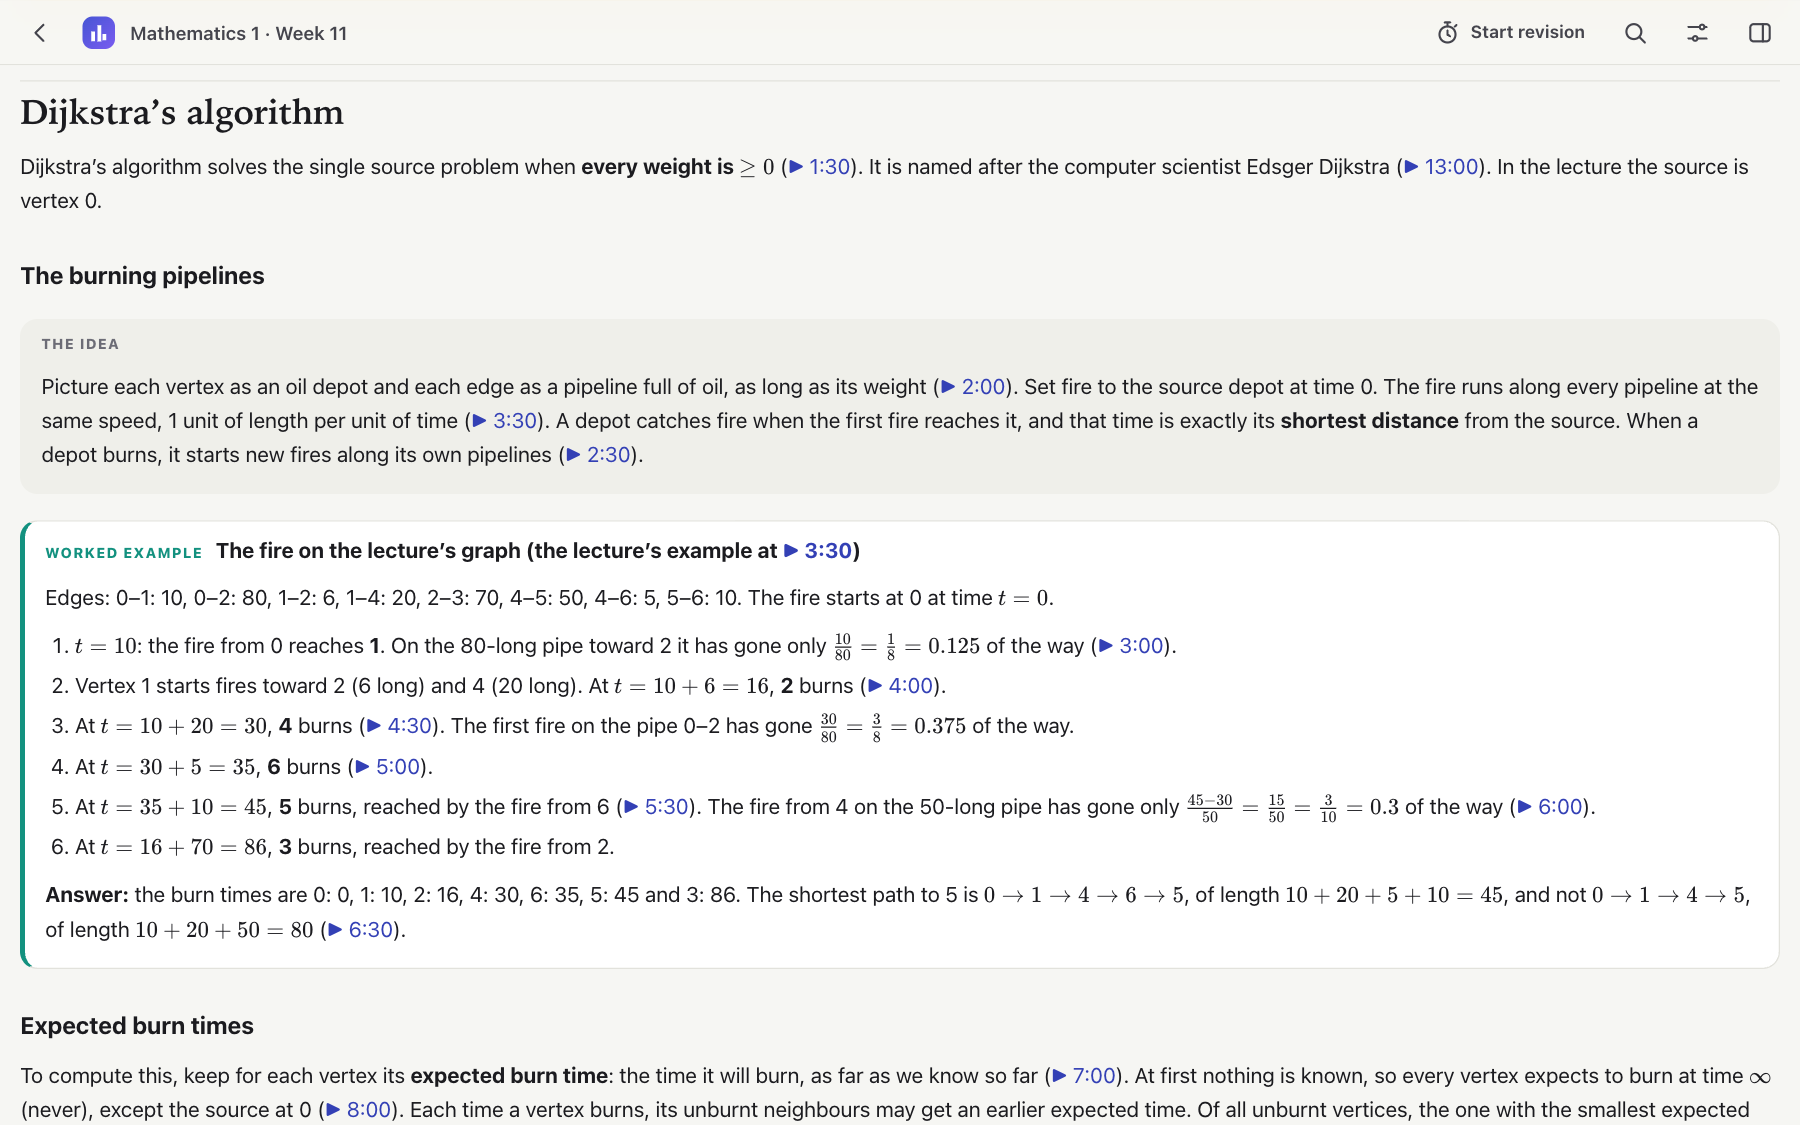 Mathematics 1 · Week 11
Start revision
Dijkstra’s algorithm
Dijkstra’s algorithm solves the single source problem when every weight is ≥ 0 (▶ 1:30). It is named after the computer scientist Edsger Dijkstra (▶ 13:00). In the lecture the source is
vertex 0.
The burning pipelines
THE IDEA
Picture each vertex as an oil depot and each edge as a pipeline full of oil, as long as its weight (▶ 2:00). Set fire to the source depot at time 0. The fire runs along every pipeline at the
same speed, 1 unit of length per unit of time (▶ 3:30). A depot catches fire when the first fire reaches it, and that time is exactly its shortest distance from the source. When a
depot burns, it starts new fires along its own pipelines (▶ 2:30).
WORKED EXAMPLE The fire on the lecture’s graph (the lecture’s example at ▶ 3:30)
Edges: 0–1: 10, 0–2: 80, 1–2: 6, 1–4: 20, 2–3: 70, 4–5: 50, 4–6: 5, 5–6: 10. The fire starts at 0 at time t = 0.
1. t = 10: the fire from 0 reaches 1. On the 80-long pipe toward 2 it has gone only 10/80 = 1/8 = 0.125 of the way (▶ 3:00).
2. Vertex 1 starts fires toward 2 (6 long) and 4 (20 long). At t = 10 + 6 = 16, 2 burns (▶ 4:00).
3. At t = 10 + 20 = 30, 4 burns (▶ 4:30). The first fire on the pipe 0–2 has gone 30/80 = 3/8 = 0.375 of the way.
4. At t = 30 + 5 = 35, 6 burns (▶ 5:00).
5. At t = 35 + 10 = 45, 5 burns, reached by the fire from 6 (▶ 5:30). The fire from 4 on the 50-long pipe has gone only 45−30/50 = 15/50 = 3/10 = 0.3 of the way (▶ 6:00).
6. At t = 16 + 70 = 86, 3 burns, reached by the fire from 2.
Answer: the burn times are 0: 0, 1: 10, 2: 16, 4: 30, 6: 35, 5: 45 and 3: 86. The shortest path to 5 is 0 → 1 → 4 → 6 → 5, of length 10 + 20 + 5 + 10 = 45, and not 0 → 1 → 4 → 5,
of length 10 + 20 + 50 = 80 (▶ 6:30).
Expected burn times
To compute this, keep for each vertex its expected burn time: the time it will burn, as far as we know so far (▶ 7:00). At first nothing is known, so every vertex expects to burn at time ∞
(never), except the source at 0 (▶ 8:00). Each time a vertex burns, its unburnt neighbours may get an earlier expected time. Of all unburnt vertices, the one with the smallest expected